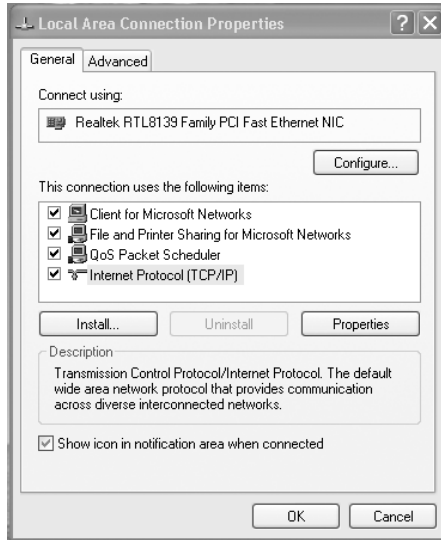 Local Area Connection Properties
General
Advanced
Connect using:
Realtek RTL8139 Family PCI Fast Ethernet NIC
Configure...
This connection uses the following items:
Client for Microsoft Networks
File and Printer Sharing for Microsoft Networks
QoS Packet Scheduler
Internet Protocol (TCP/IP)
Install...
Uninstall
Properties
Description
Transmission Control Protocol/Internet Protocol. The default
wide area network protocol that provides communication
across diverse interconnected networks.
Show icon in notification area when connected
OK
Cancel